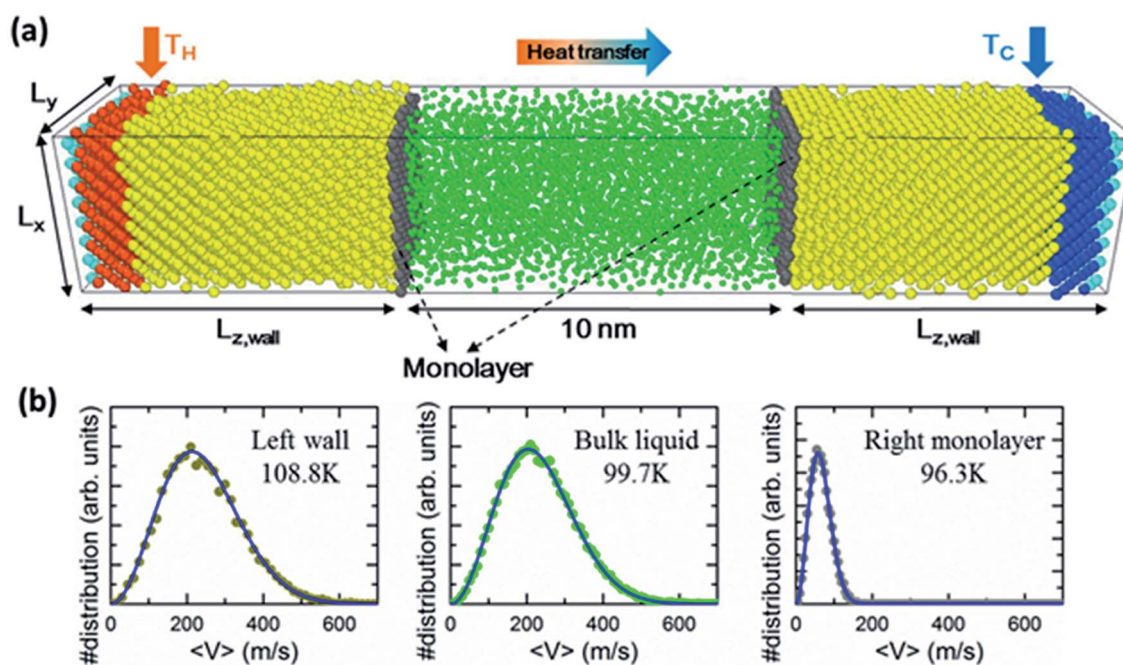 (a)
T_H
Heat transfer
T_C
L_y
L_x
L_z,wall
10 nm
L_z,wall
Monolayer
(b)
#distribution (arb. units)
Left wall
108.8K
0 200 400 600
<V> (m/s)
#distribution (arb. units)
Bulk liquid
99.7K
0 200 400 600
<V> (m/s)
#distribution (arb. units)
Right monolayer
96.3K
0 200 400 600
<V> (m/s)